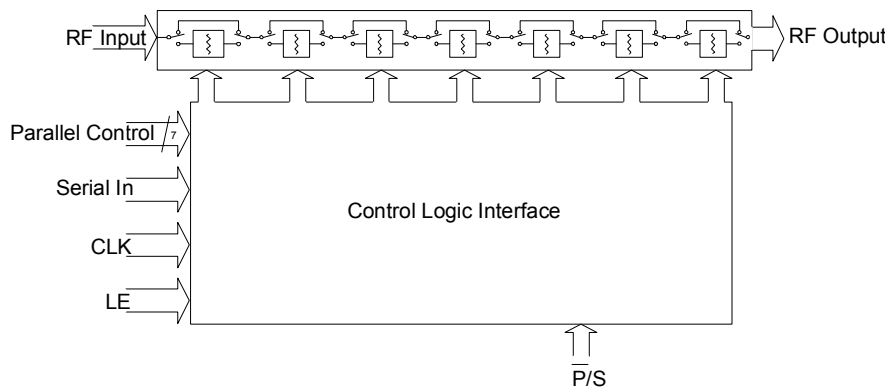 RF Input
RF Output
Parallel Control
7
Serial In
Control Logic Interface
CLK
LE
P̅/S